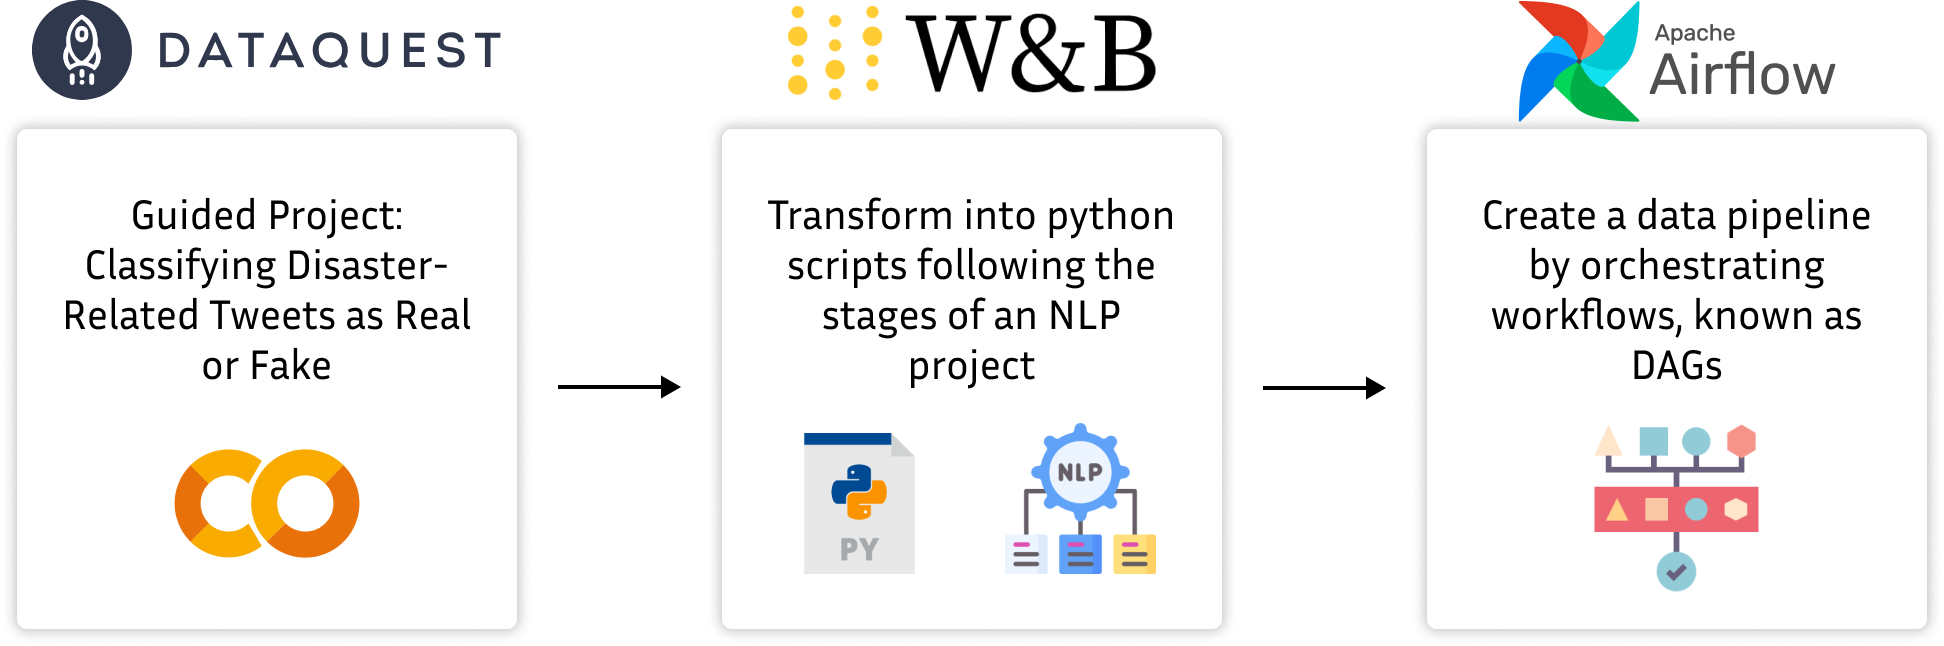 DATAQUEST
Guided Project:
Classifying Disaster-
Related Tweets as Real
or Fake
W&B
Transform into python
scripts following the
stages of an NLP
project
PY
NLP
Apache
Airflow
Create a data pipeline
by orchestrating
workflows, known as
DAGs